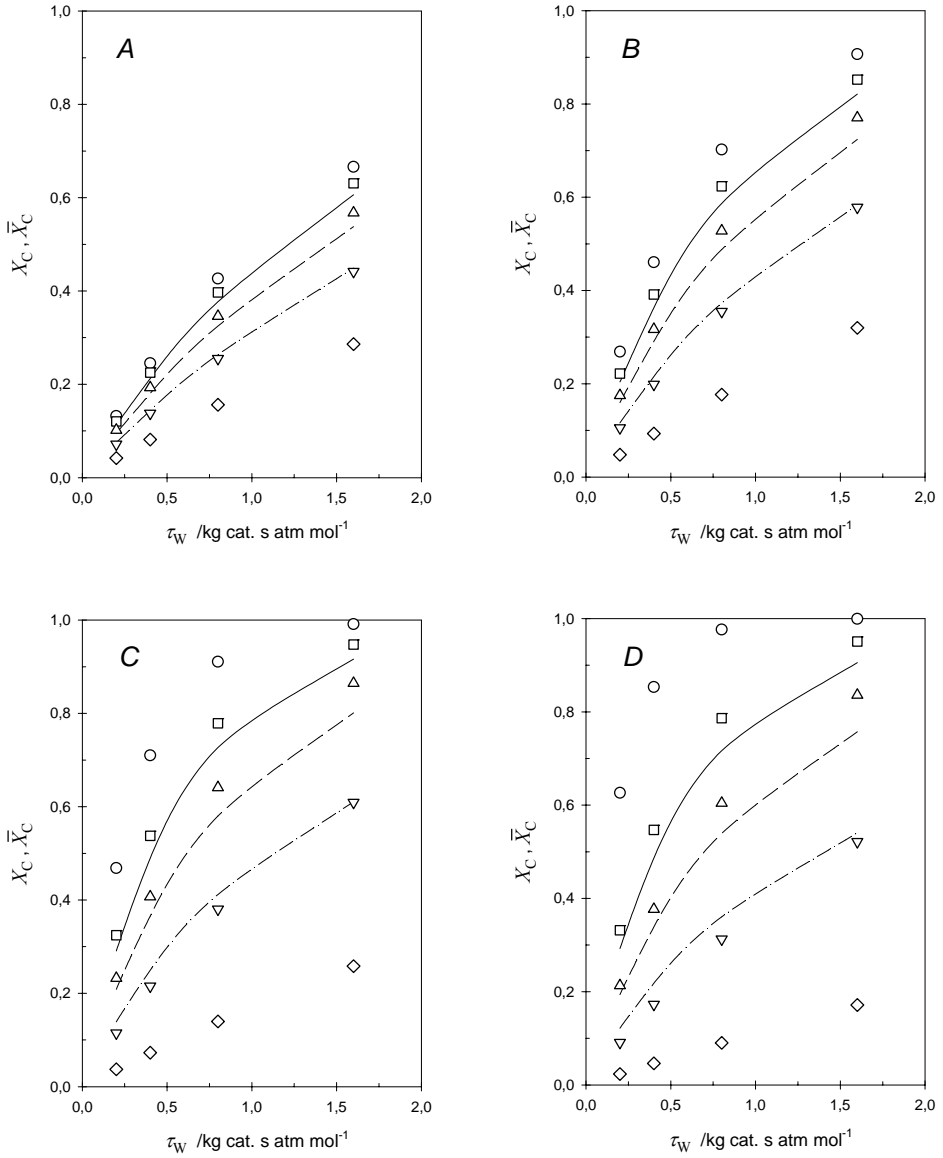 1,0
0,8
0,6
0,4
0,2
0,0
A
X_C , X̅_C
0,0 0,5 1,0 1,5 2,0
τ_W /kg cat. s atm mol⁻¹
1,0
0,8
0,6
0,4
0,2
0,0
B
X_C , X̅_C
0,0 0,5 1,0 1,5 2,0
τ_W /kg cat. s atm mol⁻¹
1,0
0,8
0,6
0,4
0,2
0,0
C
X_C , X̅_C
0,0 0,5 1,0 1,5 2,0
τ_W /kg cat. s atm mol⁻¹
1,0
0,8
0,6
0,4
0,2
0,0
D
X_C , X̅_C
0,0 0,5 1,0 1,5 2,0
τ_W /kg cat. s atm mol⁻¹